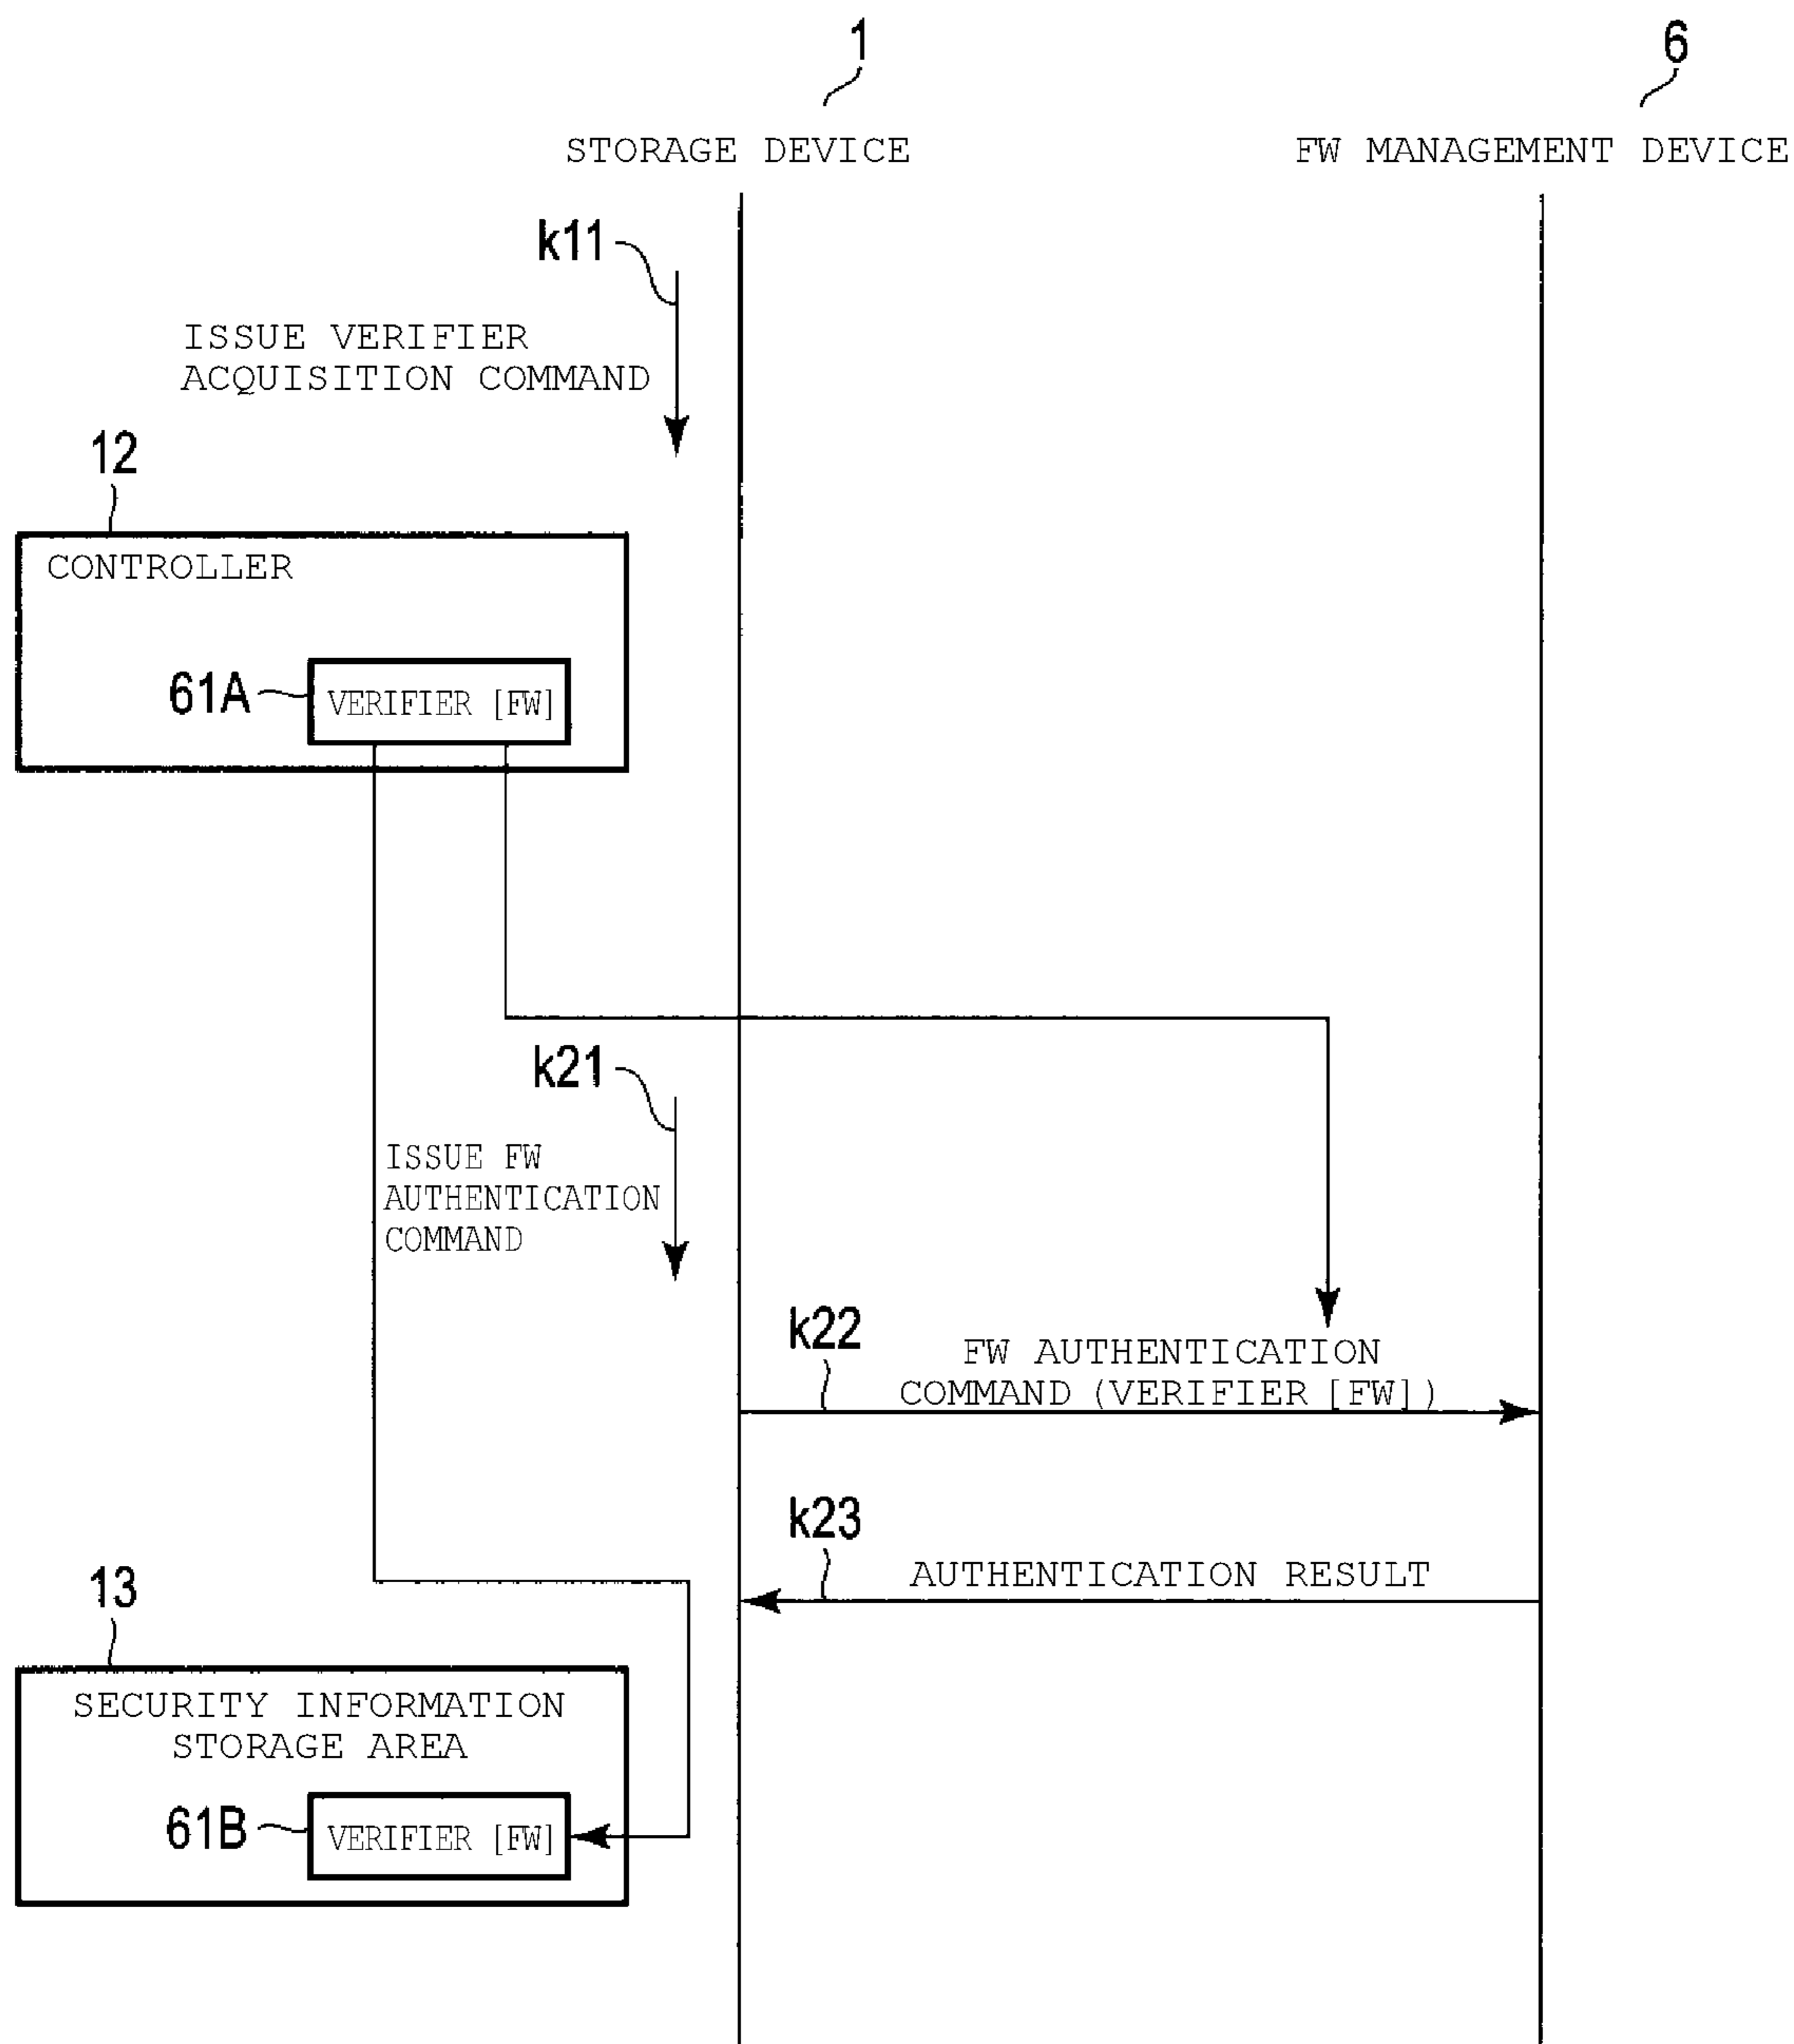 1
6
STORAGE DEVICE
FW MANAGEMENT DEVICE
k11
ISSUE VERIFIER
ACQUISITION COMMAND
12
CONTROLLER
61A
VERIFIER [FW]
k21
ISSUE FW
AUTHENTICATION
COMMAND
k22
FW AUTHENTICATION
COMMAND (VERIFIER [FW])
k23
AUTHENTICATION RESULT
13
SECURITY INFORMATION
STORAGE AREA
61B
VERIFIER [FW]